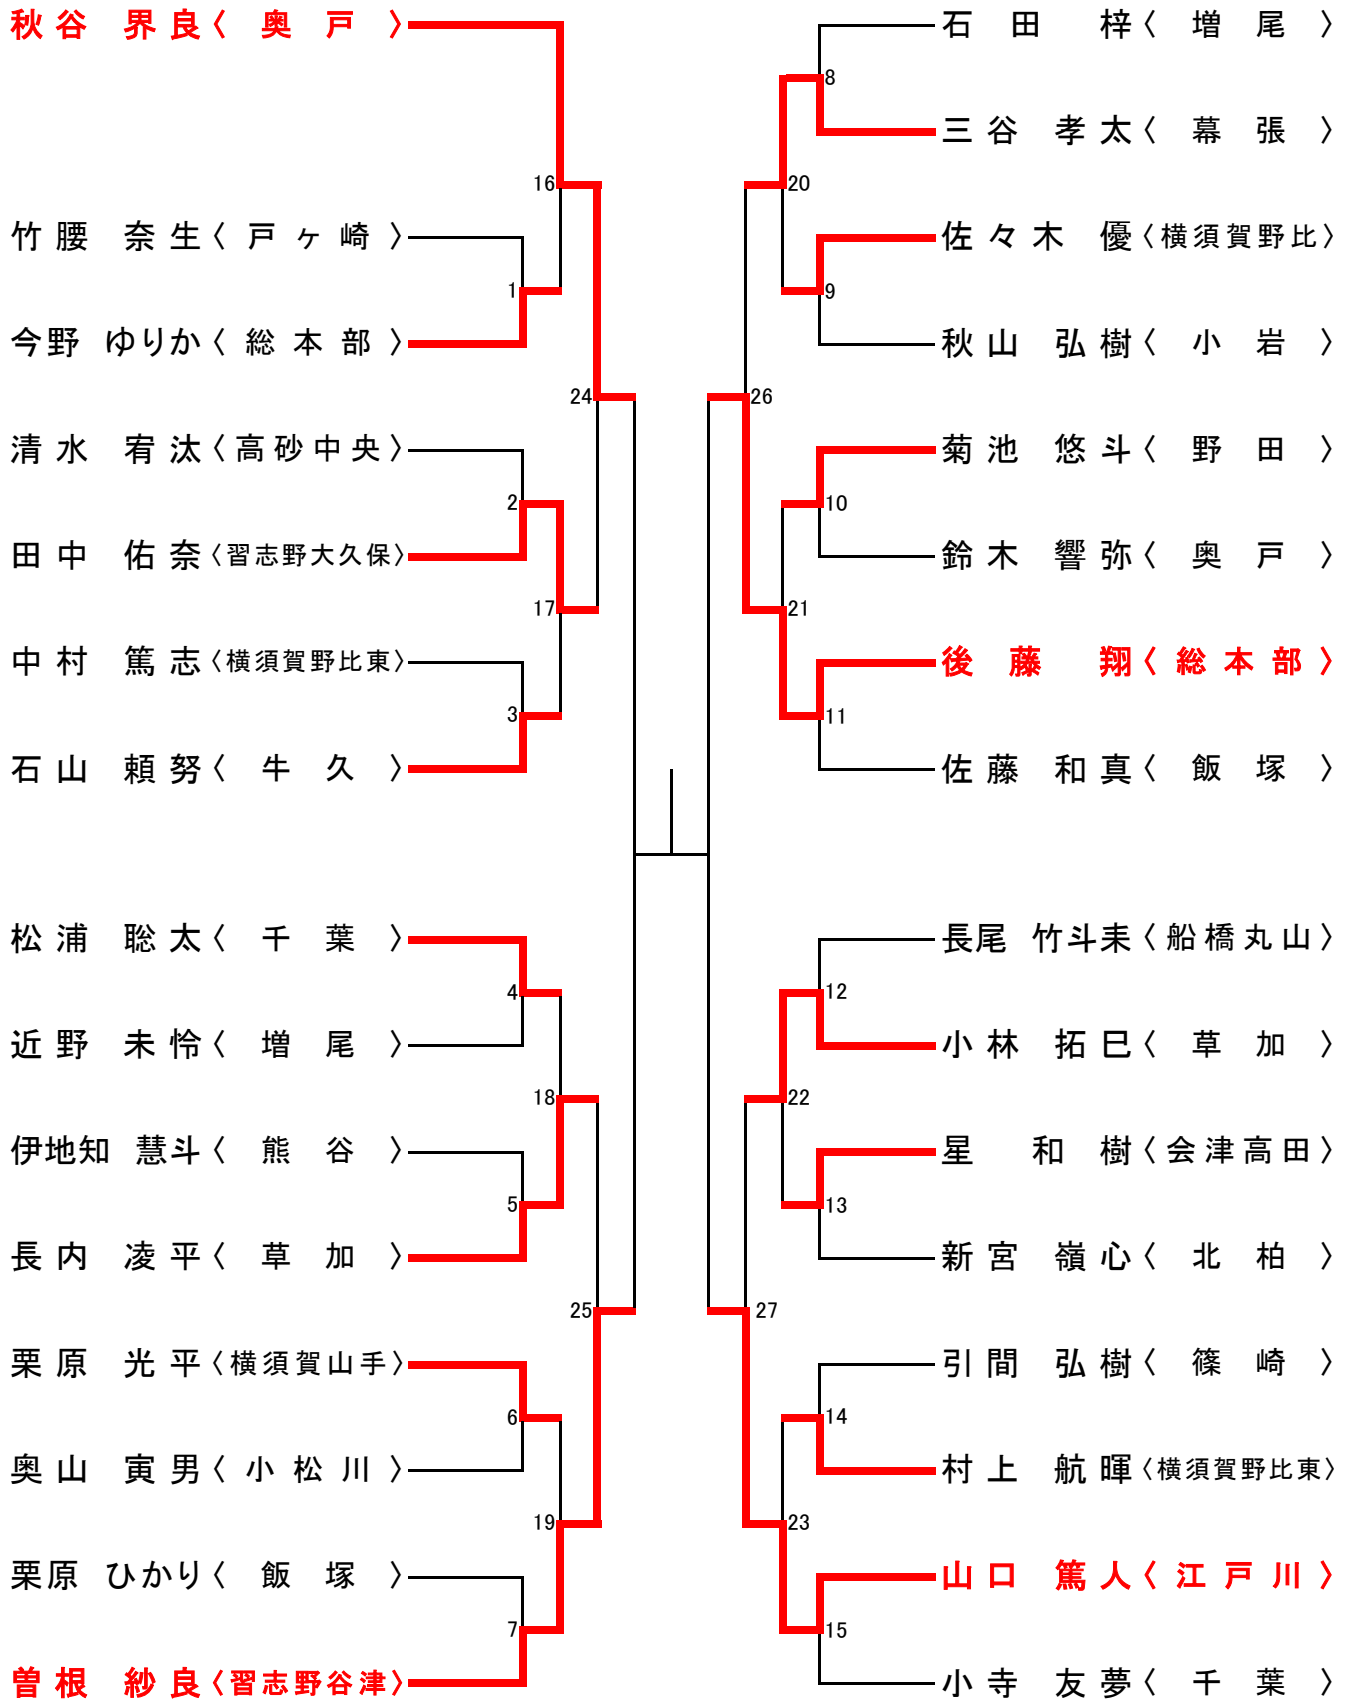 秋谷 界良〈 奥戸 〉
16
竹腰 奈生〈 戸ヶ崎 〉
1
今野 ゆりか〈 総本部 〉
24
清水 宥汰〈 高砂中央 〉
2
田中 佑奈〈習志野大久保〉
17
中村 篤志〈横須賀野比東〉
3
石山 頼努〈 牛久 〉
松浦 聡太〈 千葉 〉
4
近野 未怜〈 増尾 〉
18
伊地知 慧斗〈 熊谷 〉
5
長内 凌平〈 草加 〉
25
栗原 光平〈横須賀山手〉
6
奥山 寅男〈 小松川 〉
19
栗原 ひかり〈 飯塚 〉
7
曽根 紗良〈習志野谷津〉
石田 梓〈 増尾 〉
8
三谷 孝太〈 幕張 〉
20
佐々木 優〈横須賀野比〉
9
秋山 弘樹〈 小岩 〉
26
菊池 悠斗〈 野田 〉
10
鈴木 響弥〈 奥戸 〉
21
後藤 翔〈 総本部 〉
11
佐藤 和真〈 飯塚 〉
長尾 竹斗耒〈 船橋丸山 〉
12
小林 拓巳〈 草加 〉
22
星 和樹〈 会津高田 〉
13
新宮 嶺心〈 北柏 〉
27
引間 弘樹〈 篠崎 〉
14
村上 航暉〈横須賀野比東〉
23
山口 篤人〈 江戸川 〉
15
小寺 友夢〈 千葉 〉